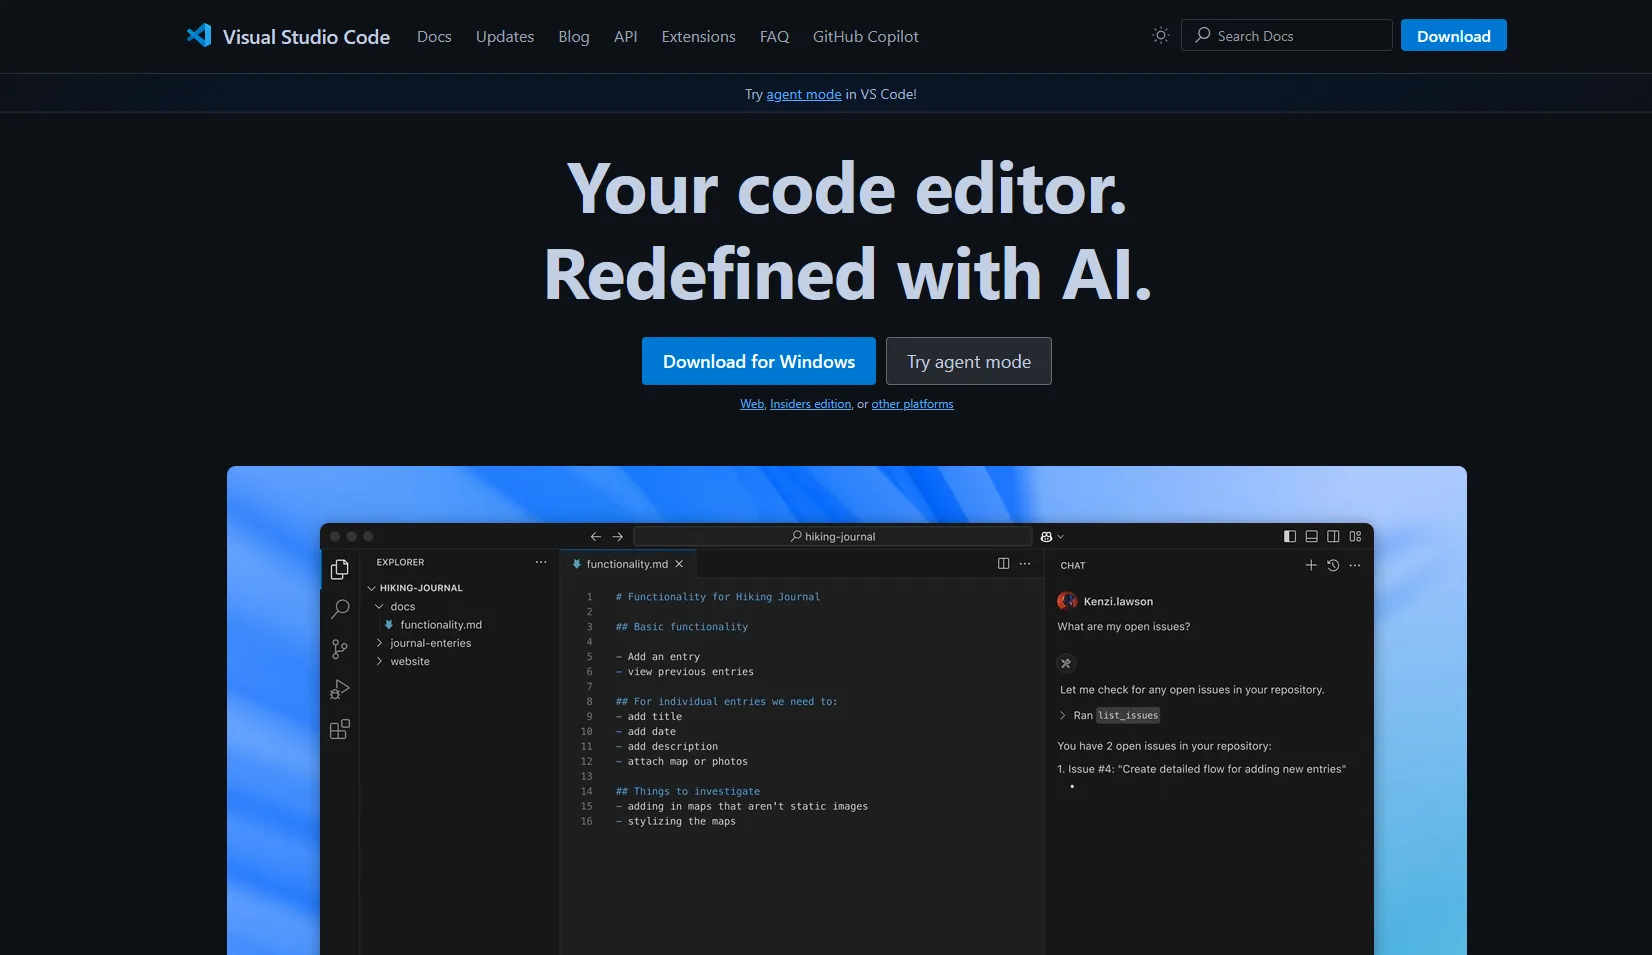 Visual Studio Code Docs Updates Blog API Extensions FAQ GitHub Copilot Search Docs Download
Try agent mode in VS Code!
Your code editor.
Redefined with AI.
Download for Windows Try agent mode
Web, Insiders edition, or other platforms
hiking-journal
EXPLORER
HIKING-JOURNAL
docs
functionality.md
journal-enteries
website
functionality.md
1 # Functionality for Hiking Journal
2
3 ## Basic functionality
4
5 - Add an entry
6 - view previous entries
7
8 ## For individual entries we need to:
9 - add title
10 - add date
11 - add description
12 - attach map or photos
13
14 ## Things to investigate
15 - adding in maps that aren't static images
16 - stylizing the maps
CHAT
Kenzi.lawson
What are my open issues?
Let me check for any open issues in your repository.
Ran list_issues
You have 2 open issues in your repository:
1. Issue #4: "Create detailed flow for adding new entries"